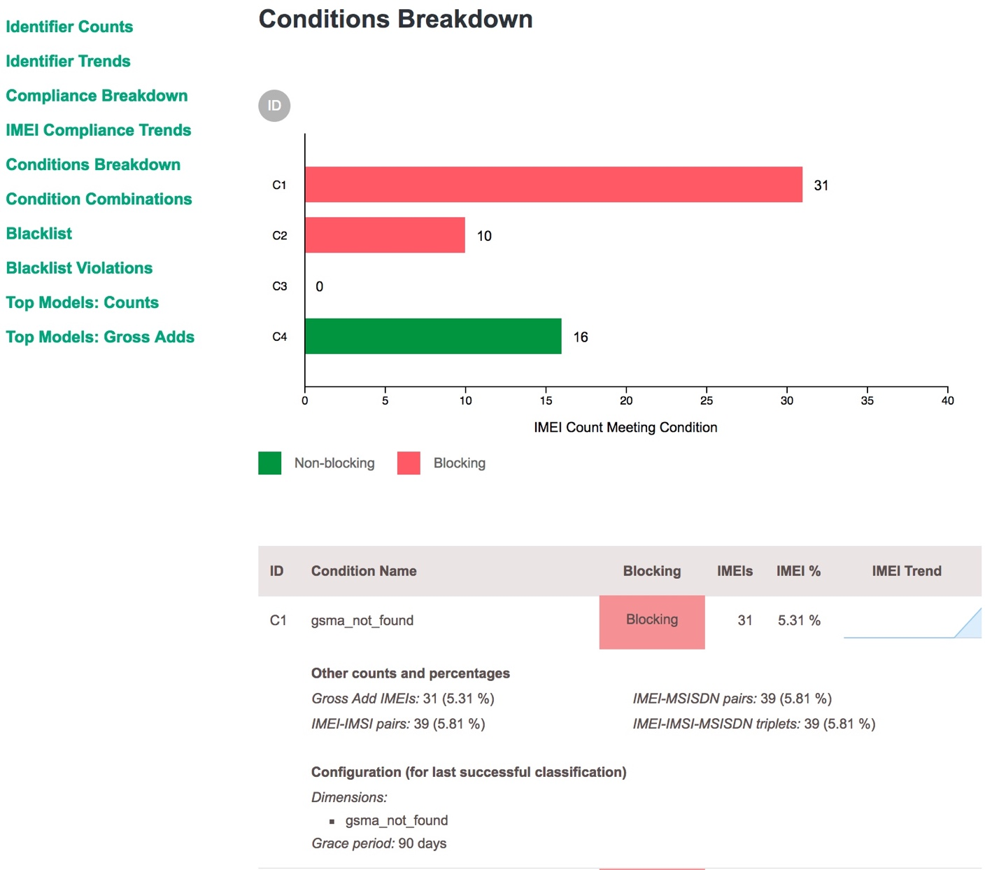 Identifier Counts
Identifier Trends
Compliance Breakdown
IMEI Compliance Trends
Conditions Breakdown
Condition Combinations
Blacklist
Blacklist Violations
Top Models: Counts
Top Models: Gross Adds
Conditions Breakdown
ID
C1 31
C2 10
C3 0
C4 16
0 5 10 15 20 25 30 35 40
IMEI Count Meeting Condition
Non-blocking Blocking
ID Condition Name Blocking IMEIs IMEI % IMEI Trend
C1 gsma_not_found Blocking 31 5.31 %
Other counts and percentages
Gross Add IMEIs: 31 (5.31 %) IMEI-MSISDN pairs: 39 (5.81 %)
IMEI-IMSI pairs: 39 (5.81 %) IMEI-IMSI-MSISDN triplets: 39 (5.81 %)
Configuration (for last successful classification)
Dimensions:
▪ gsma_not_found
Grace period: 90 days